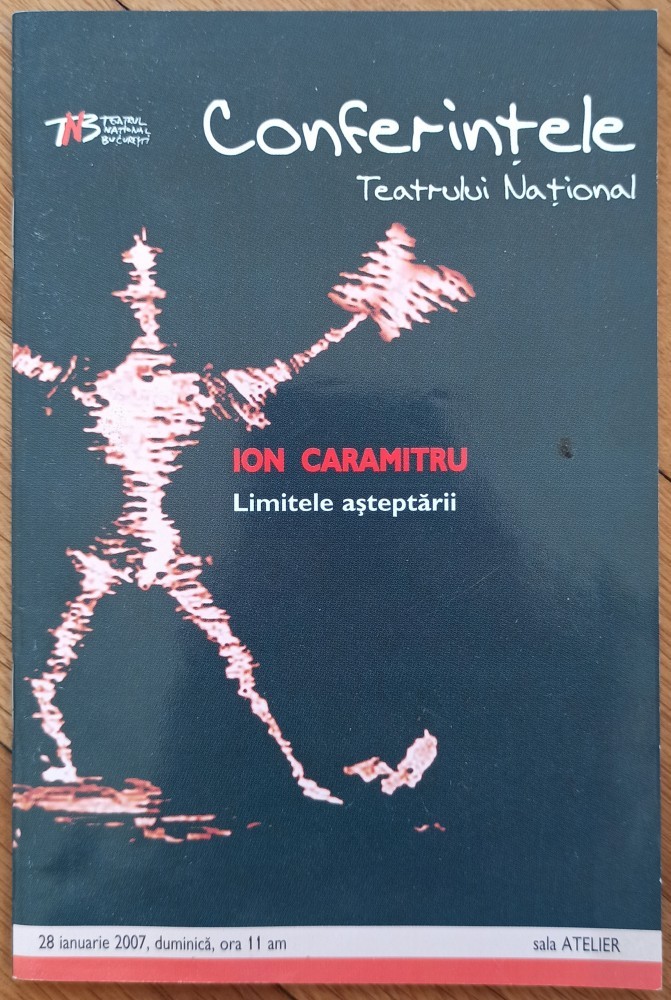 TNB TEATRUL
NAȚIONAL
BUCUREȘTI
Conferințele
Teatrului Național
ION CARAMITRU
Limitele aşteptării
28 ianuarie 2007, duminică, ora 11 am
sala ATELIER